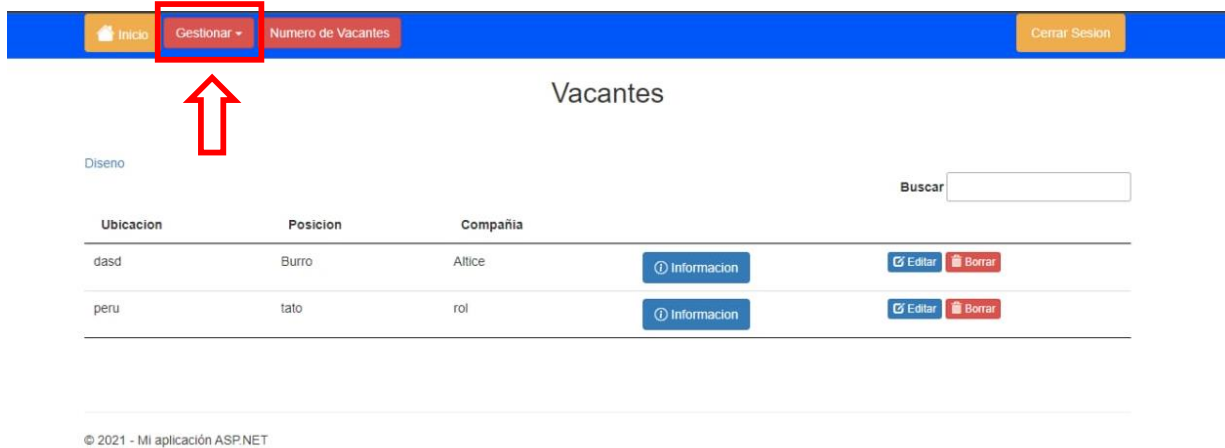 Inicio Gestionar Numero de Vacantes Cerrar Sesion
Vacantes
Diseno
Buscar
Ubicacion Posicion Compañia
dasd Burro Altice Informacion Editar Borrar
peru tato rol Informacion Editar Borrar
© 2021 - Mi aplicación ASP.NET